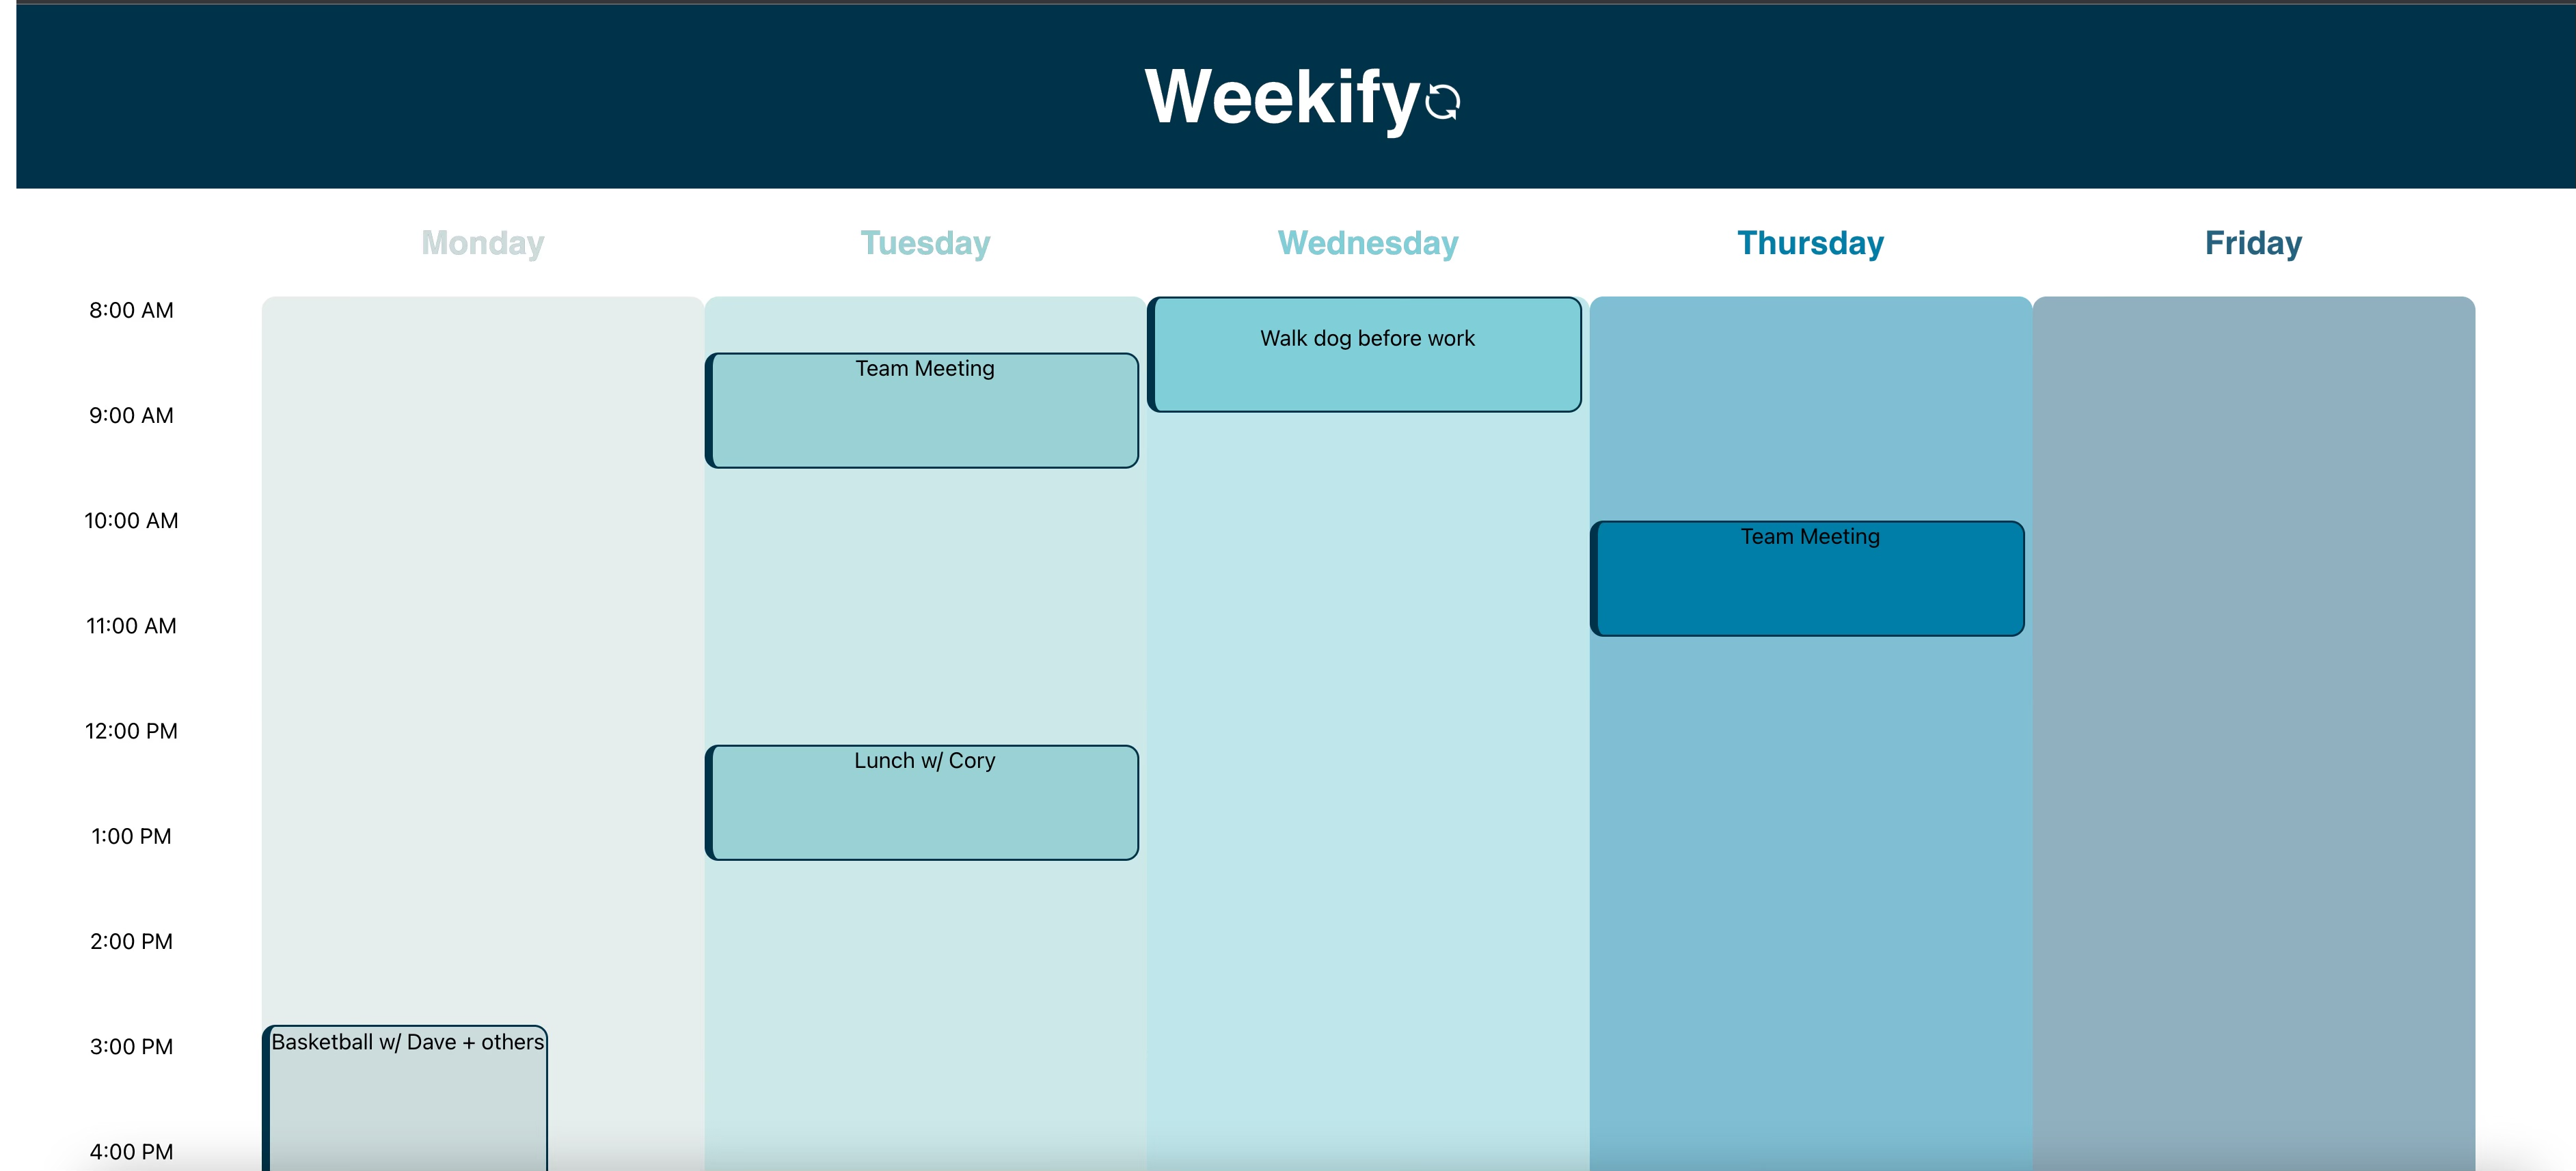 Weekify
Monday Tuesday Wednesday Thursday Friday
8:00 AM
Walk dog before work
Team Meeting
9:00 AM
10:00 AM
Team Meeting
11:00 AM
12:00 PM
Lunch w/ Cory
1:00 PM
2:00 PM
Basketball w/ Dave + others
3:00 PM
4:00 PM